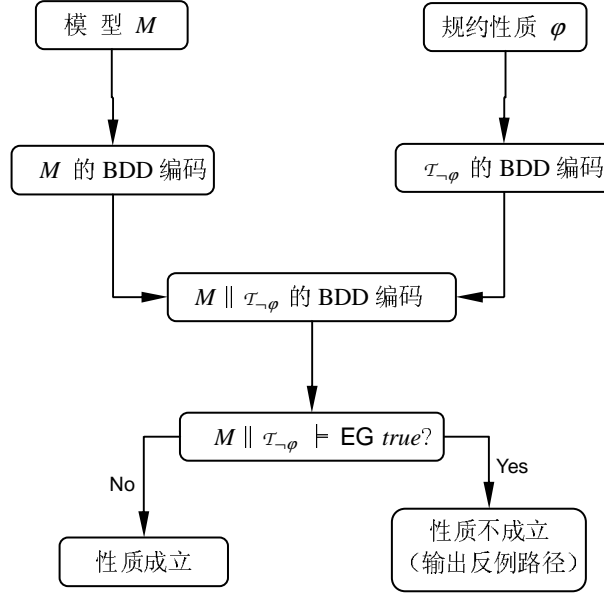 模 型 M
规约性质 φ
M 的 BDD 编码
𝒯¬φ 的 BDD 编码
M ‖ 𝒯¬φ 的 BDD 编码
M ‖ 𝒯¬φ ⊧ EG true?
No
Yes
性质成立
性质不成立
（输出反例路径）